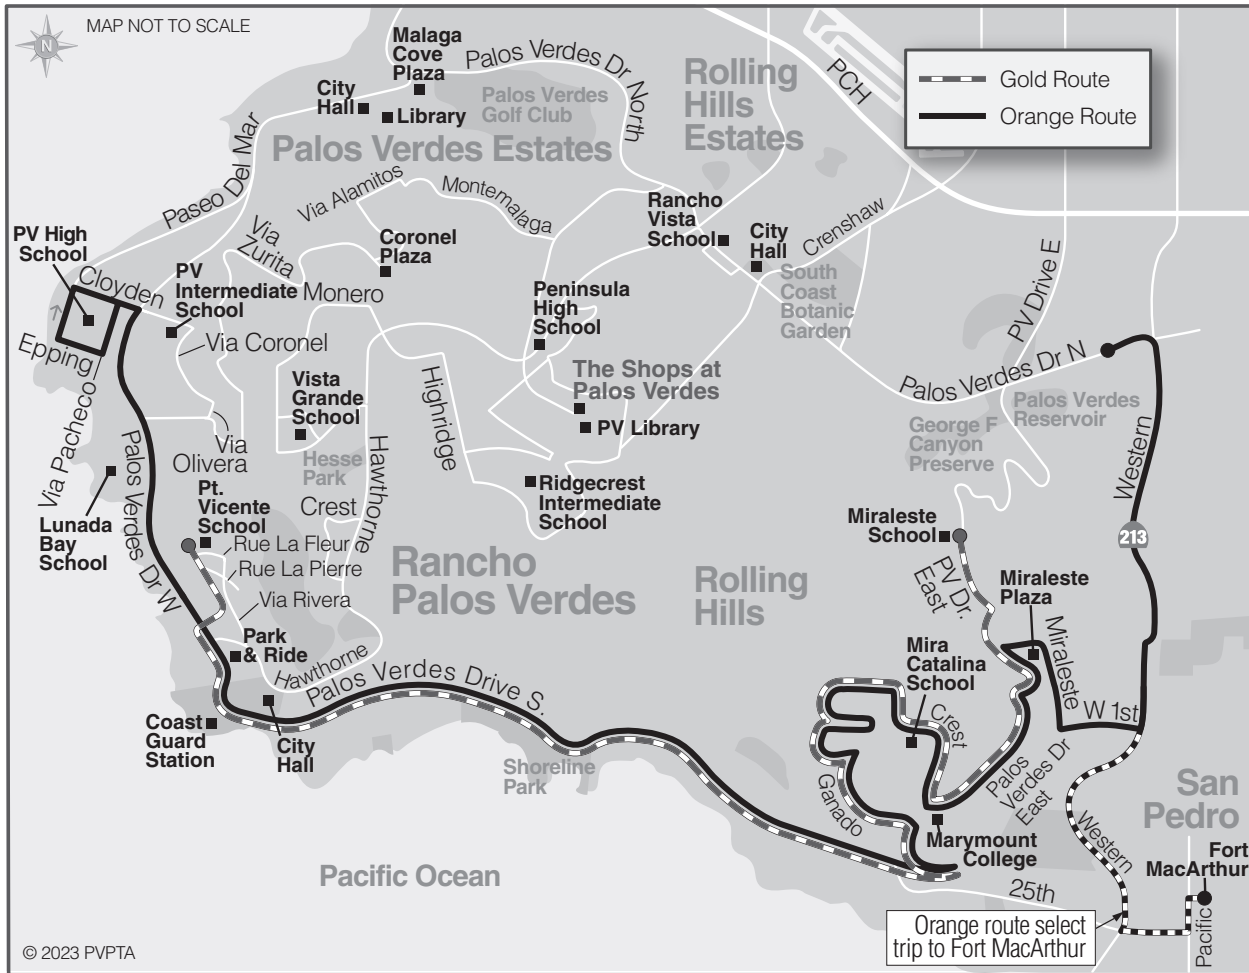 MAP NOT TO SCALE
N
Malaga
Cove
Plaza
Palos Verdes Dr North
City
Hall
Library
Palos Verdes
Golf Club
Rolling
Hills
Estates
PCH
Gold Route
Orange Route
Palos Verdes Estates
Paseo Del Mar
Via Alamitos
Montemalaga
Via
Zurita
Coronel
Plaza
Rancho
Vista
School
City
Hall
Crenshaw
PV High
School
Cloyden
PV
Intermediate
School
Monero
Peninsula
High
School
South
Coast
Botanic
Garden
PV Drive E
Epping
Via Coronel
Vista
Grande
School
Highridge
The Shops at
Palos Verdes
PV Library
Palos Verdes Dr N
Palos Verdes
Reservoir
George F
Canyon
Preserve
Western
Via Pacheco
Palos Verdes Dr W
Via
Olivera
Hesse
Park
Hawthorne
Crest
Ridgecrest
Intermediate
School
Lunada
Bay
School
Pt.
Vicente
School
Rue La Fleur
Rue La Pierre
Via Rivera
Miraleste
School
213
Rancho
Palos Verdes
Rolling
Hills
PV Dr.
East
Miraleste
Plaza
Miraleste
Park
& Ride
Hawthorne
Palos Verdes Drive S.
Mira
Catalina
School
Crest
W 1st
Coast
Guard
Station
City
Hall
Shoreline
Park
Ganado
Palos
Verdes Dr
East
San
Pedro
Western
Marymount
College
Fort
MacArthur
Pacific Ocean
25th
Orange route select
trip to Fort MacArthur
Pacific
© 2023 PVPTA